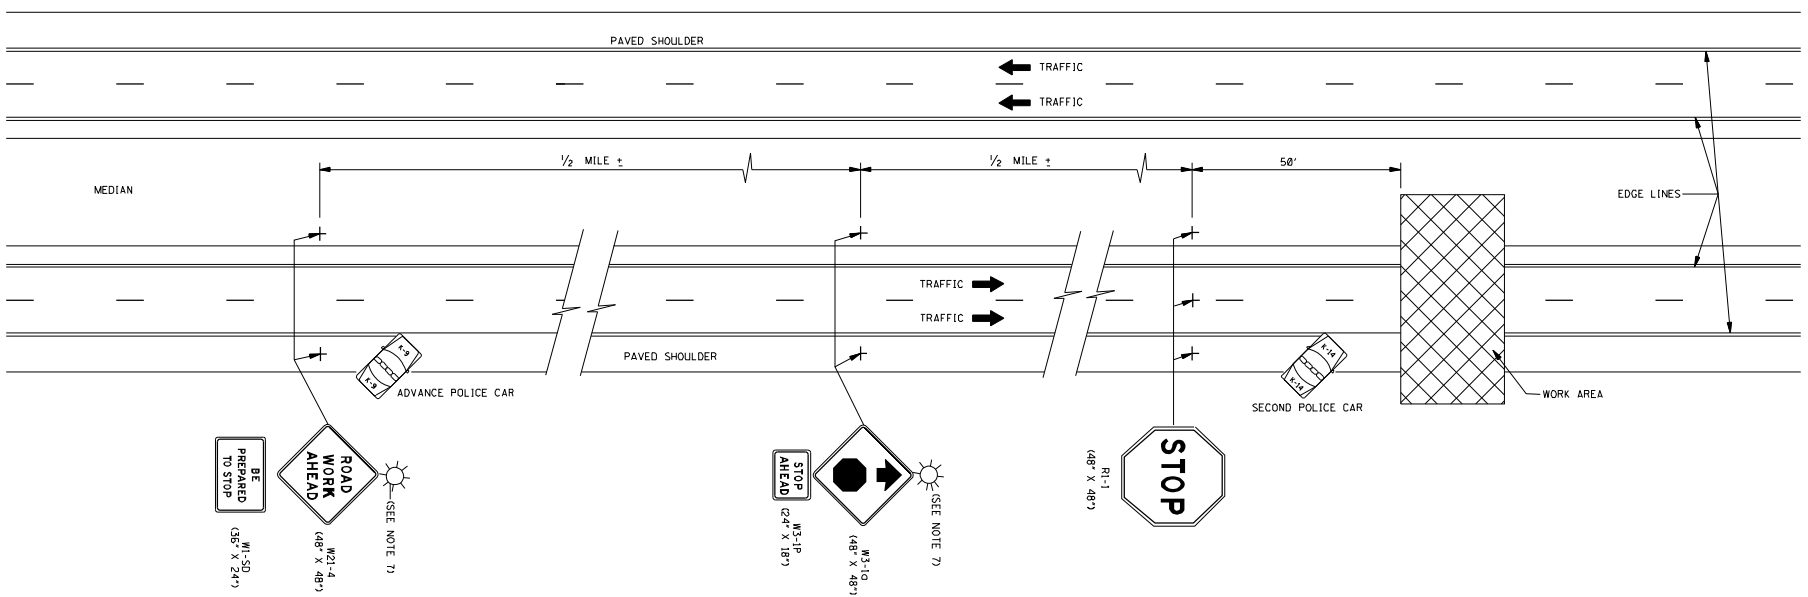 PAVED SHOULDER
TRAFFIC
TRAFFIC
1/2 MILE ±
1/2 MILE ±
50'
MEDIAN
EDGE LINES
TRAFFIC
TRAFFIC
PAVED SHOULDER
K-9
K-9
ADVANCE POLICE CAR
K-14
K-14
SECOND POLICE CAR
WORK AREA
BE
PREPARED
TO STOP
W1-SD
(36" X 24")
ROAD
WORK
AHEAD
W21-4
(48" X 48")
(SEE NOTE 7)
STOP
AHEAD
W3-1P
(24" X 18")
W3-1a
(48" X 48")
(SEE NOTE 7)
STOP
R1-1
(48" X 48")